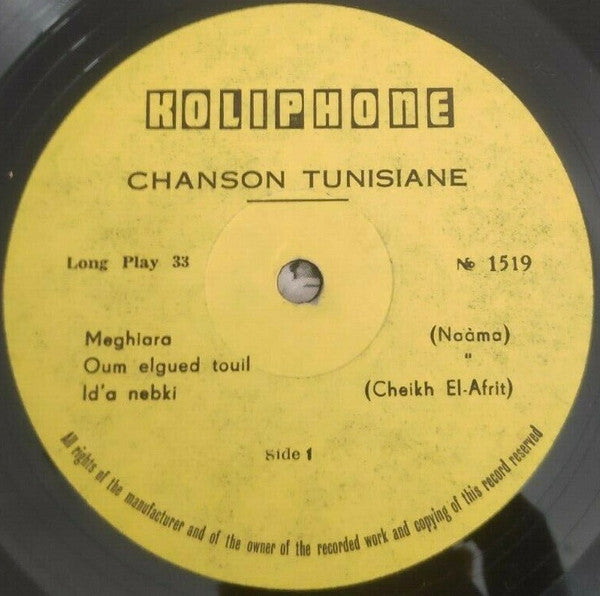 KOLIPHONE
CHANSON TUNISIANE
Long Play 33 № 1519
Meghiara (Naàma)
Oum elgued touil "
Id'a nebki (Cheikh El-Afrit)
Side 1
All rights of the manufacturer and of the owner of the recorded work and copying of this record reserved